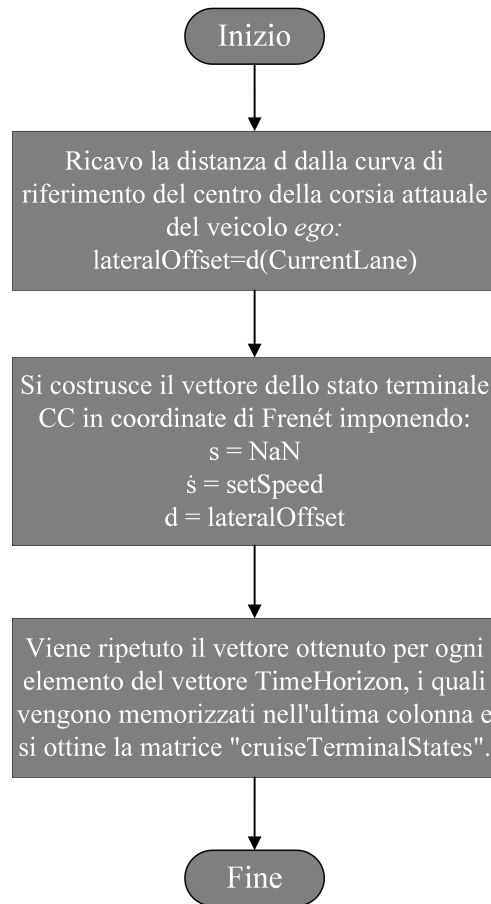 Inizio
Ricavo la distanza d dalla curva di
riferimento del centro della corsia attauale
del veicolo ego:
lateralOffset=d(CurrentLane)
Si costrusce il vettore dello stato terminale
CC in coordinate di Frenét imponendo:
s = NaN
ṡ = setSpeed
d = lateralOffset
Viene ripetuto il vettore ottenuto per ogni
elemento del vettore TimeHorizon, i quali
vengono memorizzati nell'ultima colonna e
si ottine la matrice "cruiseTerminalStates".
Fine